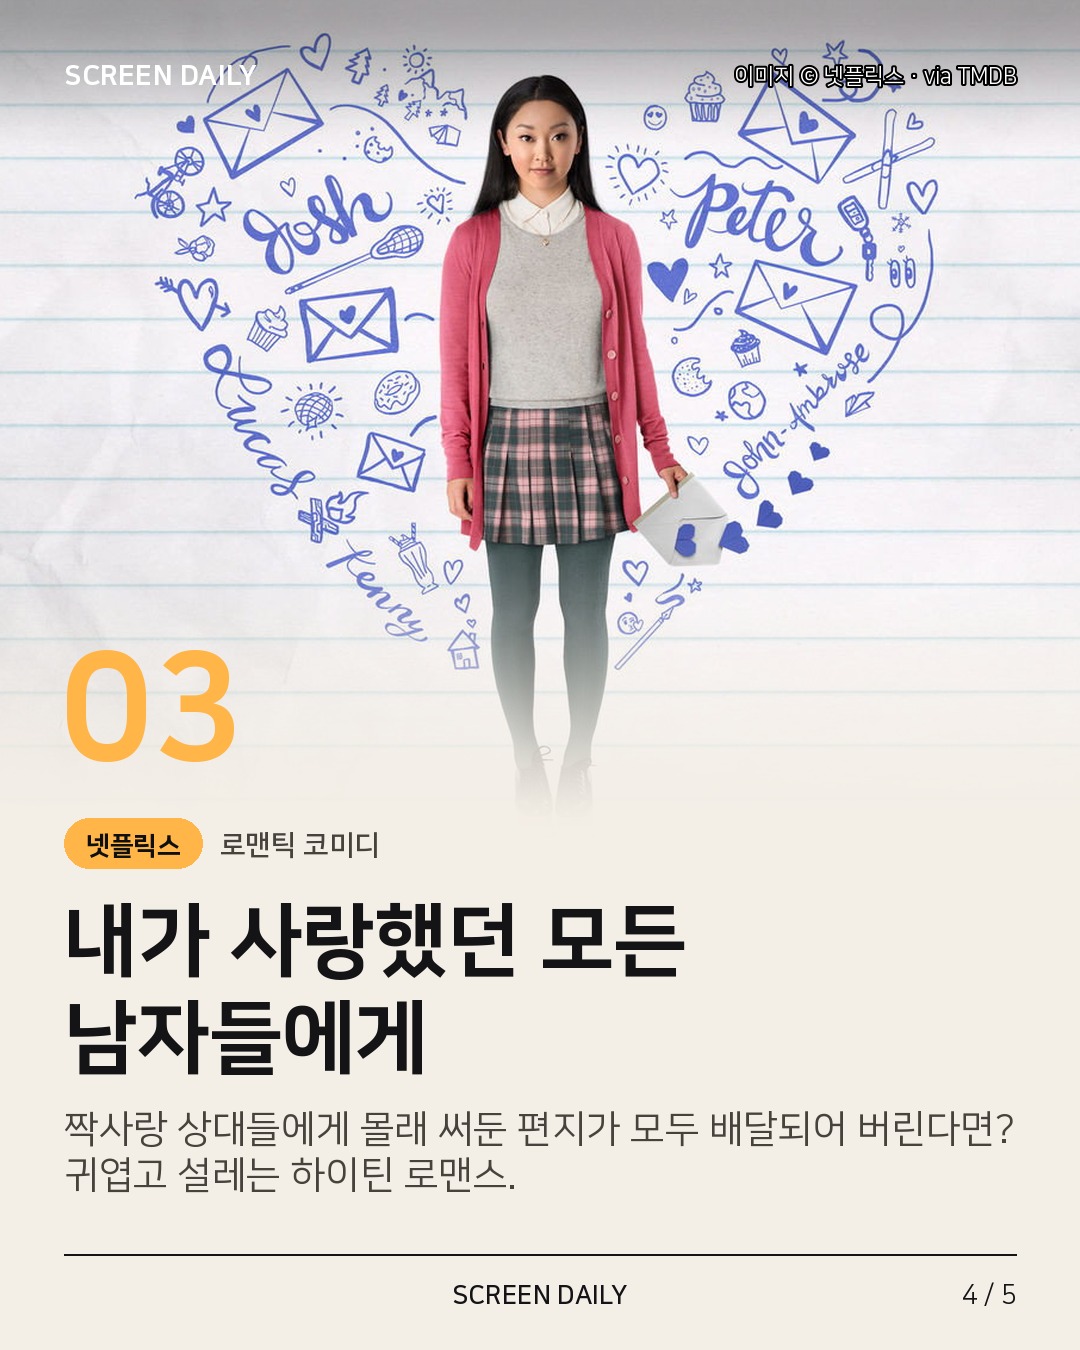 SCREEN DAILY
이미지 © 넷플릭스 · via TMDB
Josh
Peter
Lucas
John-Ambrose
Kenny
03
넷플릭스
로맨틱 코미디
내가 사랑했던 모든
남자들에게
짝사랑 상대들에게 몰래 써둔 편지가 모두 배달되어 버린다면?
귀엽고 설레는 하이틴 로맨스.
SCREEN DAILY
4 / 5